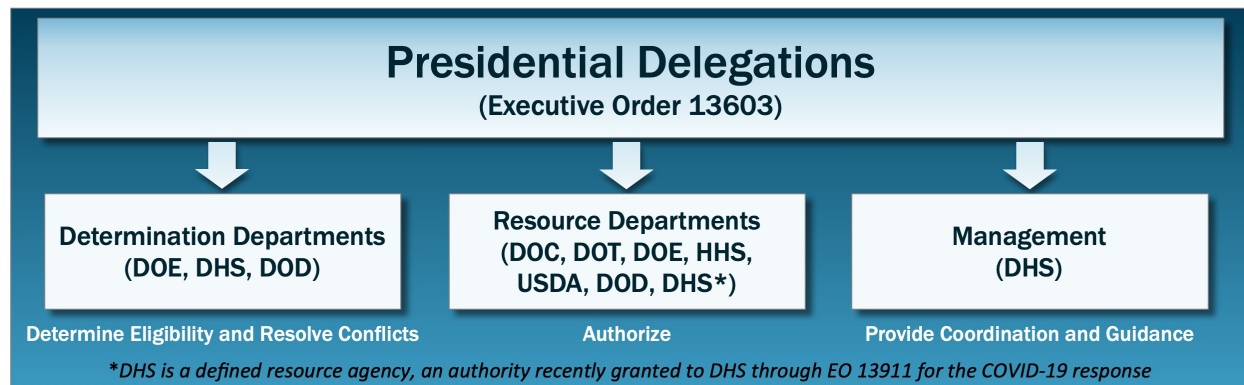 Presidential Delegations
(Executive Order 13603)
Determination Departments
(DOE, DHS, DOD)
Determine Eligibility and Resolve Conflicts
Resource Departments
(DOC, DOT, DOE, HHS,
USDA, DOD, DHS*)
Authorize
Management
(DHS)
Provide Coordination and Guidance
*DHS is a defined resource agency, an authority recently granted to DHS through EO 13911 for the COVID-19 response